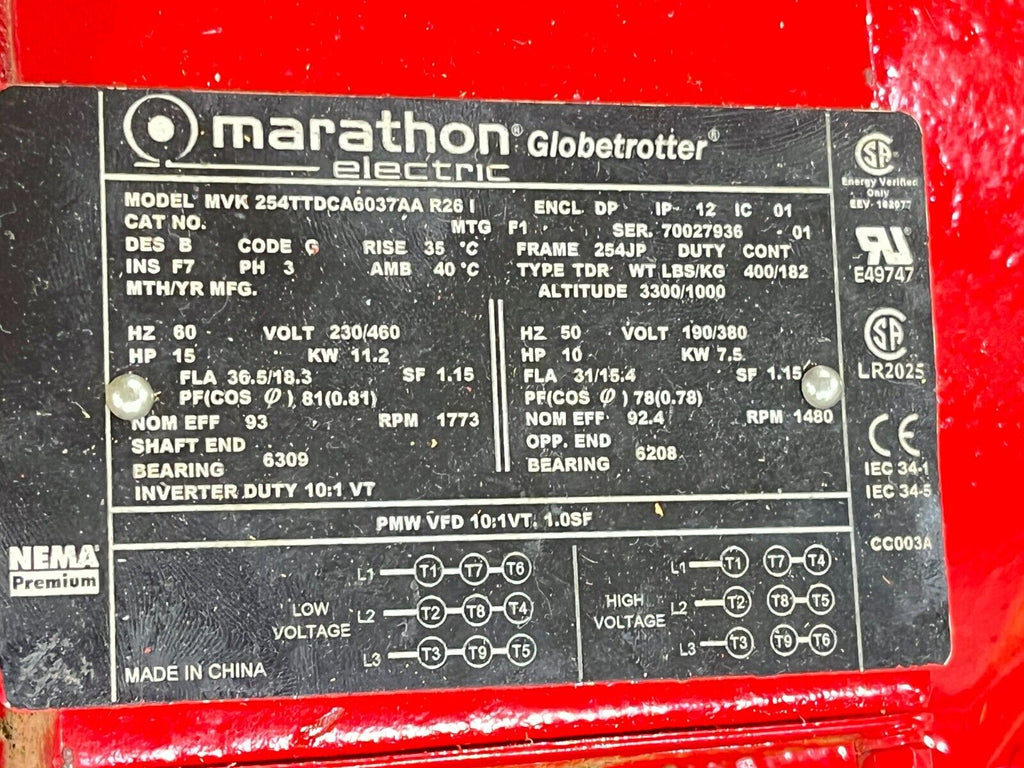 marathon® Globetrotter®
electric
MODEL MVK 254TTDCA6037AA R26 I ENCL DP IP 12 IC 01
CAT NO. MTG F1 SER. 70027936 01
DES B CODE G RISE 35 °C FRAME 254JP DUTY CONT
INS F7 PH 3 AMB 40 °C TYPE TDR WT LBS/KG 400/182
MTH/YR MFG. ALTITUDE 3300/1000
HZ 60 VOLT 230/460
HP 15 KW 11.2
FLA 36.5/18.3 SF 1.15
PF(COS φ) 81(0.81)
NOM EFF 93 RPM 1773
SHAFT END
BEARING 6309
INVERTER DUTY 10:1 VT
HZ 50 VOLT 190/380
HP 10 KW 7.5
FLA 31/15.4 SF 1.15
PF(COS φ) 78(0.78)
NOM EFF 92.4 RPM 1480
OPP. END
BEARING 6208
PMW VFD 10:1VT. 1.0SF
LOW
VOLTAGE
L1 T1 T7 T6
L2 T2 T8 T4
L3 T3 T9 T5
HIGH
VOLTAGE
L1 T1 T7 T4
L2 T2 T8 T5
L3 T3 T9 T6
MADE IN CHINA
NEMA
Premium
SA
Energy Verified
Only
EEV-182077
UR
E49747
SA
LR2025
CE
IEC 34-1
IEC 34-5
CC003A